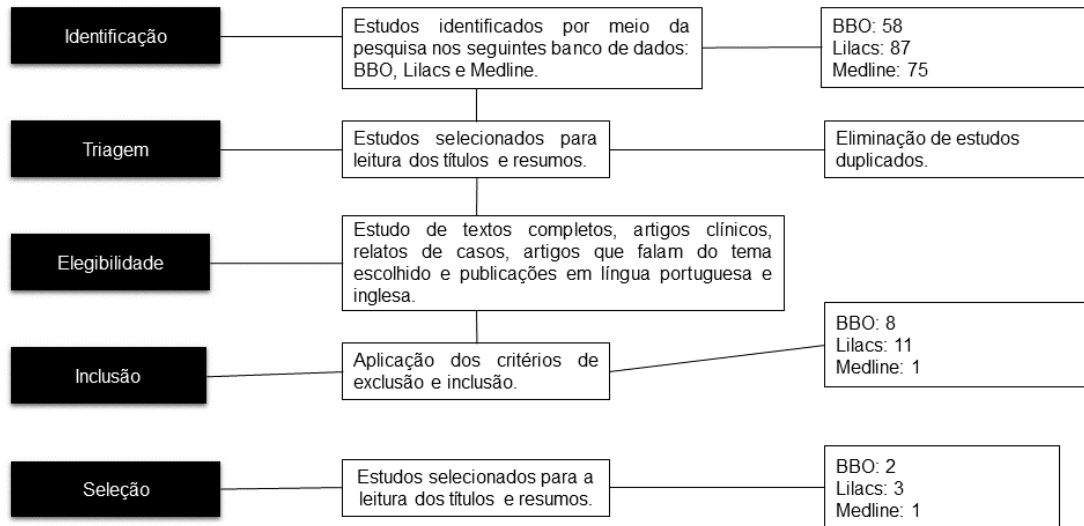 Identificação
Estudos identificados por meio da
pesquisa nos seguintes banco de dados:
BBO, Lilacs e Medline.
BBO: 58
Lilacs: 87
Medline: 75
Triagem
Estudos selecionados para
leitura dos títulos e resumos.
Eliminação de estudos
duplicados.
Elegibilidade
Estudo de textos completos, artigos clínicos,
relatos de casos, artigos que falam do tema
escolhido e publicações em língua portuguesa e
inglesa.
Inclusão
Aplicação dos critérios de
exclusão e inclusão.
BBO: 8
Lilacs: 11
Medline: 1
Seleção
Estudos selecionados para a
leitura dos títulos e resumos.
BBO: 2
Lilacs: 3
Medline: 1